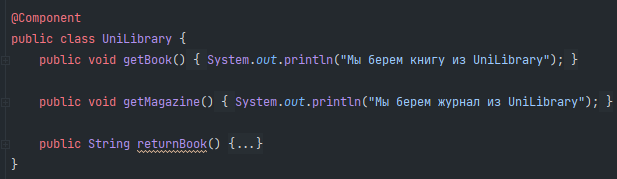 @Component
public class UniLibrary {
public void getBook() { System.out.println("Мы берем книгу из UniLibrary"); }
public void getMagazine() { System.out.println("Мы берем журнал из UniLibrary"); }
public String returnBook() {...}
}